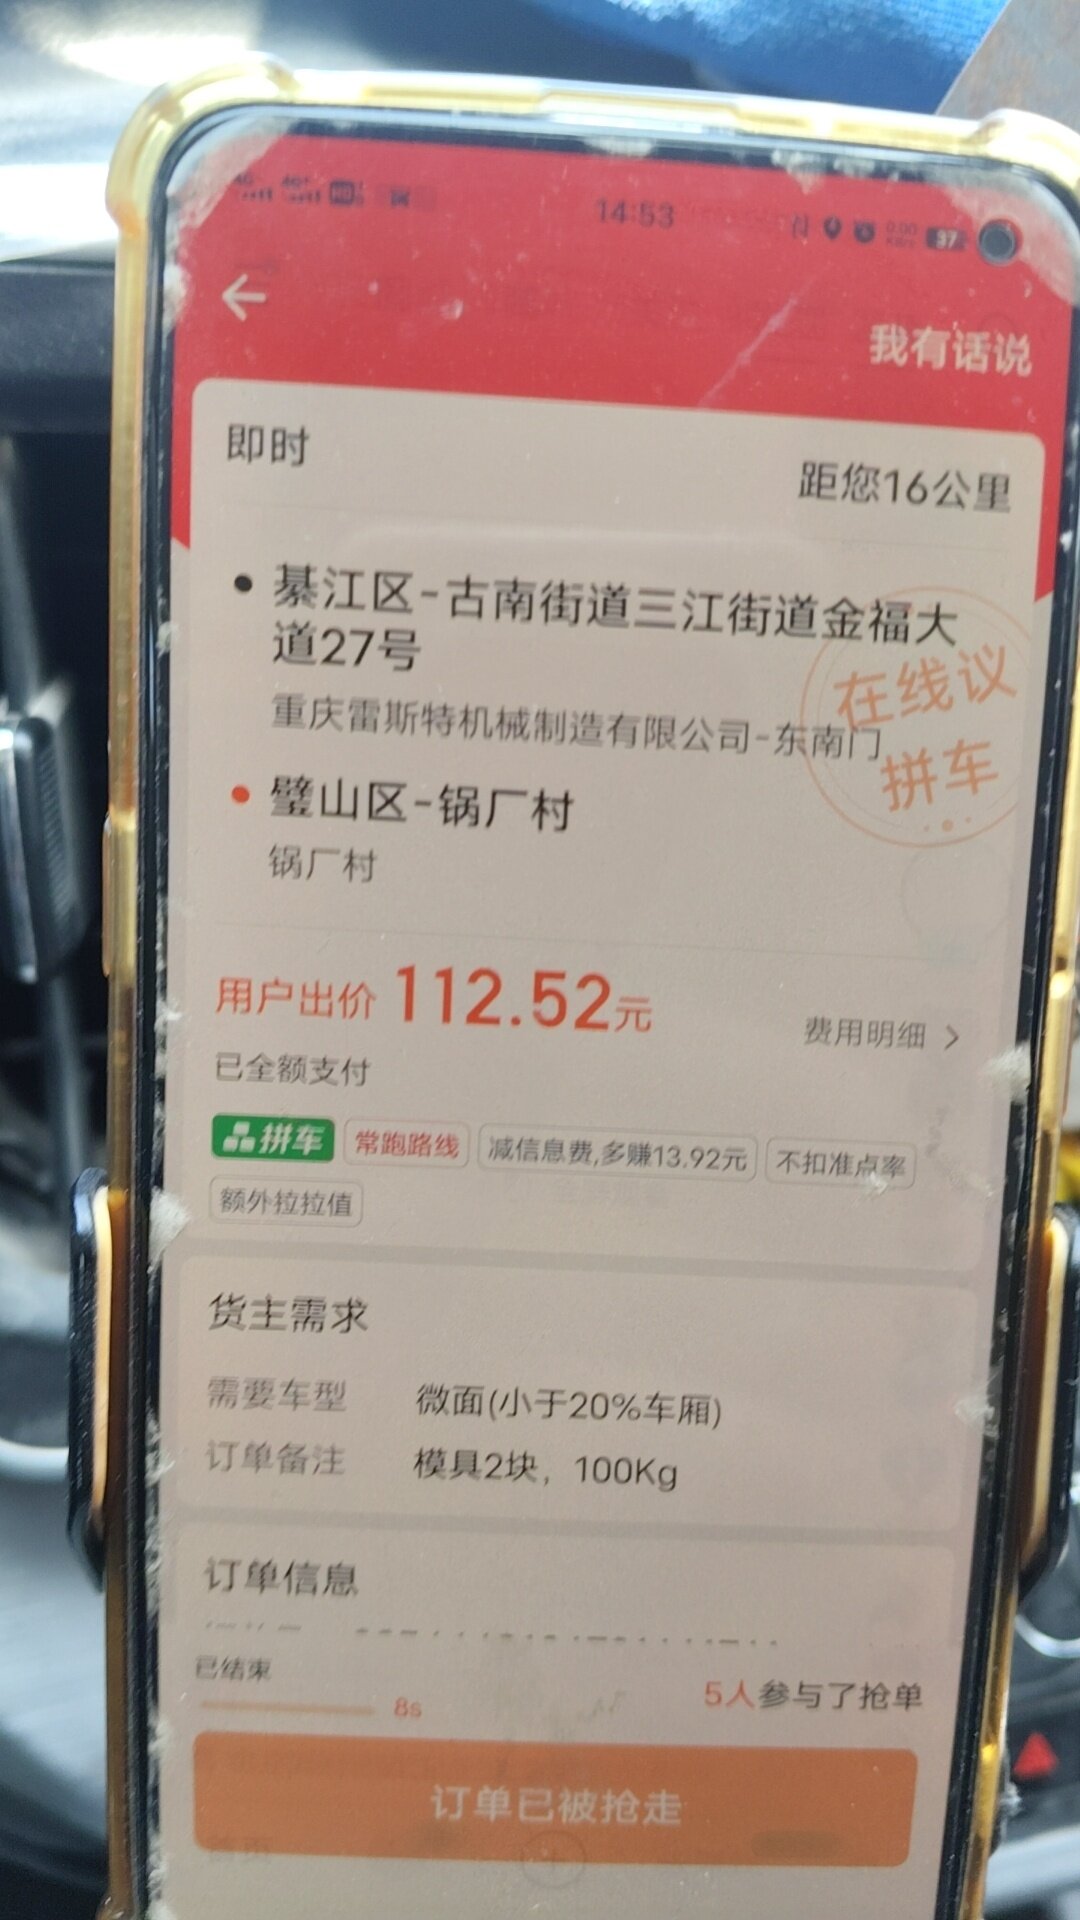 14:53
37
我有话说
即时
距您16公里
綦江区-古南街道三江街道金福大
道27号
重庆雷斯特机械制造有限公司-东南门
在线议
拼车
璧山区-锅厂村
锅厂村
用户出价 112.52元
费用明细 >
已全额支付
拼车 常跑路线 减信息费,多赚13.92元 不扣准点率
额外拉拉值
货主需求
需要车型 微面(小于20%车厢)
订单备注 模具2块，100Kg
订单信息
已结束
8s
5人参与了抢单
订单已被抢走